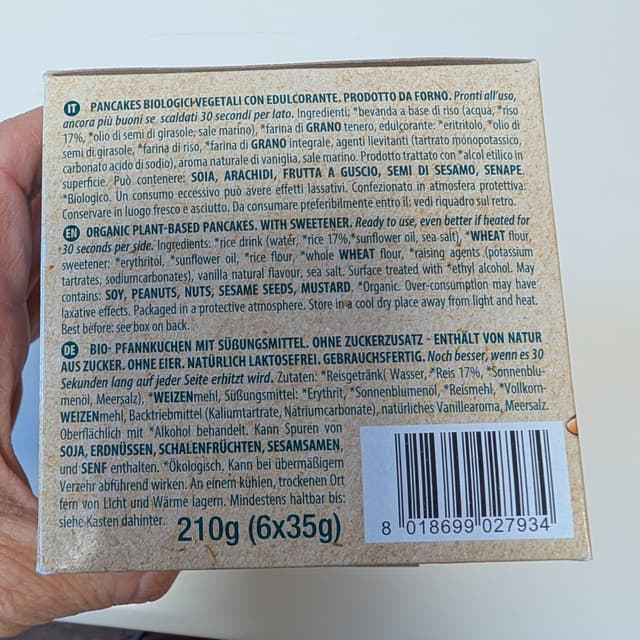 IT PANCAKES BIOLOGICI VEGETALI CON EDULCORANTE. PRODOTTO DA FORNO. Pronti all'uso,
ancora più buoni se scaldati 30 secondi per lato. Ingredienti: *bevanda a base di riso (acqua, *riso
17%, *olio di semi di girasole, sale marino), *farina di GRANO tenero, edulcorante: *eritritolo, *olio di
semi di girasole, *farina di riso, *farina di GRANO integrale, agenti lievitanti (tartrato monopotassico,
carbonato acido di sodio), aroma naturale di vaniglia, sale marino. Prodotto trattato con *alcol etilico in
superficie. Può contenere: SOIA, ARACHIDI, FRUTTA A GUSCIO, SEMI DI SESAMO, SENAPE.
*Biologico. Un consumo eccessivo può avere effetti lassativi. Confezionato in atmosfera protettiva.
Conservare in luogo fresco e asciutto. Da consumare preferibilmente entro il: vedi riquadro sul retro.
EN ORGANIC PLANT-BASED PANCAKES. WITH SWEETENER. Ready to use, even better if heated for
30 seconds per side. Ingredients: *rice drink (water, *rice 17%,*sunflower oil, sea salt), *WHEAT flour,
sweetener: *erythritol, *sunflower oil, *rice flour, *whole WHEAT flour, *raising agents (potassium
tartrates, sodiumcarbonates), vanilla natural flavour, sea salt. Surface treated with *ethyl alcohol. May
contains: SOY, PEANUTS, NUTS, SESAME SEEDS, MUSTARD. *Organic. Over-consumption may have
laxative effects. Packaged in a protective atmosphere. Store in a cool dry place away from light and heat.
Best before: see box on back.
DE BIO- PFANNKUCHEN MIT SÜßUNGSMITTEL. OHNE ZUCKERZUSATZ - ENTHÄLT VON NATUR
AUS ZUCKER. OHNE EIER. NATÜRLICH LAKTOSEFREI. GEBRAUCHSFERTIG. Noch besser, wenn es 30
Sekunden lang auf jeder Seite erhitzt wird. Zutaten: *Reisgetränk( Wasser, *Reis 17%, *Sonnenblu-
menöl, Meersalz), *WEIZENmehl, Süßungsmittel: *Erythrit, *Sonnenblumenöl, *Reismehl, *Vollkorn-
WEIZENmehl, Backtriebmittel (Kaliumtartrate, Natriumcarbonate), natürliches Vanillearoma, Meersalz.
Oberflächlich mit *Alkohol behandelt. Kann Spuren von
SOJA, ERDNÜSSEN, SCHALENFRÜCHTEN, SESAMSAMEN,
und SENF enthalten. *Ökologisch. Kann bei übermäßigem
Verzehr abführend wirken. An einem kühlen, trockenen Ort
fern von Licht und Wärme lagern. Mindestens haltbar bis:
siehe Kasten dahinter. 210g (6x35g)
8 018699 027934